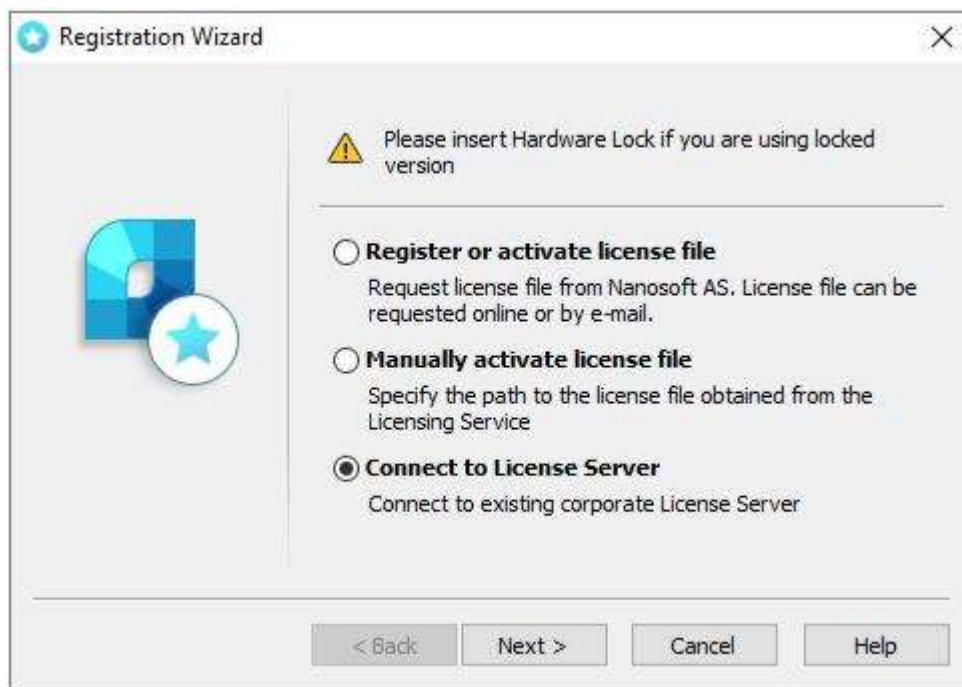 Registration Wizard
Please insert Hardware Lock if you are using locked
version
Register or activate license file
Request license file from Nanosoft AS. License file can be
requested online or by e-mail.
Manually activate license file
Specify the path to the license file obtained from the
Licensing Service
Connect to License Server
Connect to existing corporate License Server
< Back Next > Cancel Help